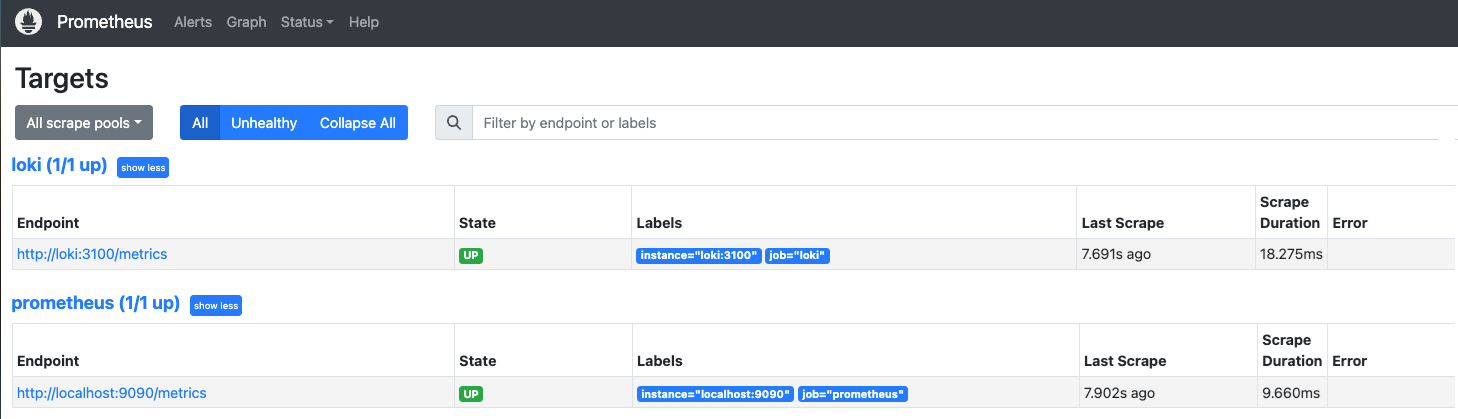 Prometheus Alerts Graph Status Help
Targets
All scrape pools All Unhealthy Collapse All Filter by endpoint or labels
loki (1/1 up) show less
Endpoint State Labels Last Scrape Scrape Duration Error
http://loki:3100/metrics UP instance="loki:3100" job="loki" 7.691s ago 18.275ms
prometheus (1/1 up) show less
Endpoint State Labels Last Scrape Scrape Duration Error
http://localhost:9090/metrics UP instance="localhost:9090" job="prometheus" 7.902s ago 9.660ms